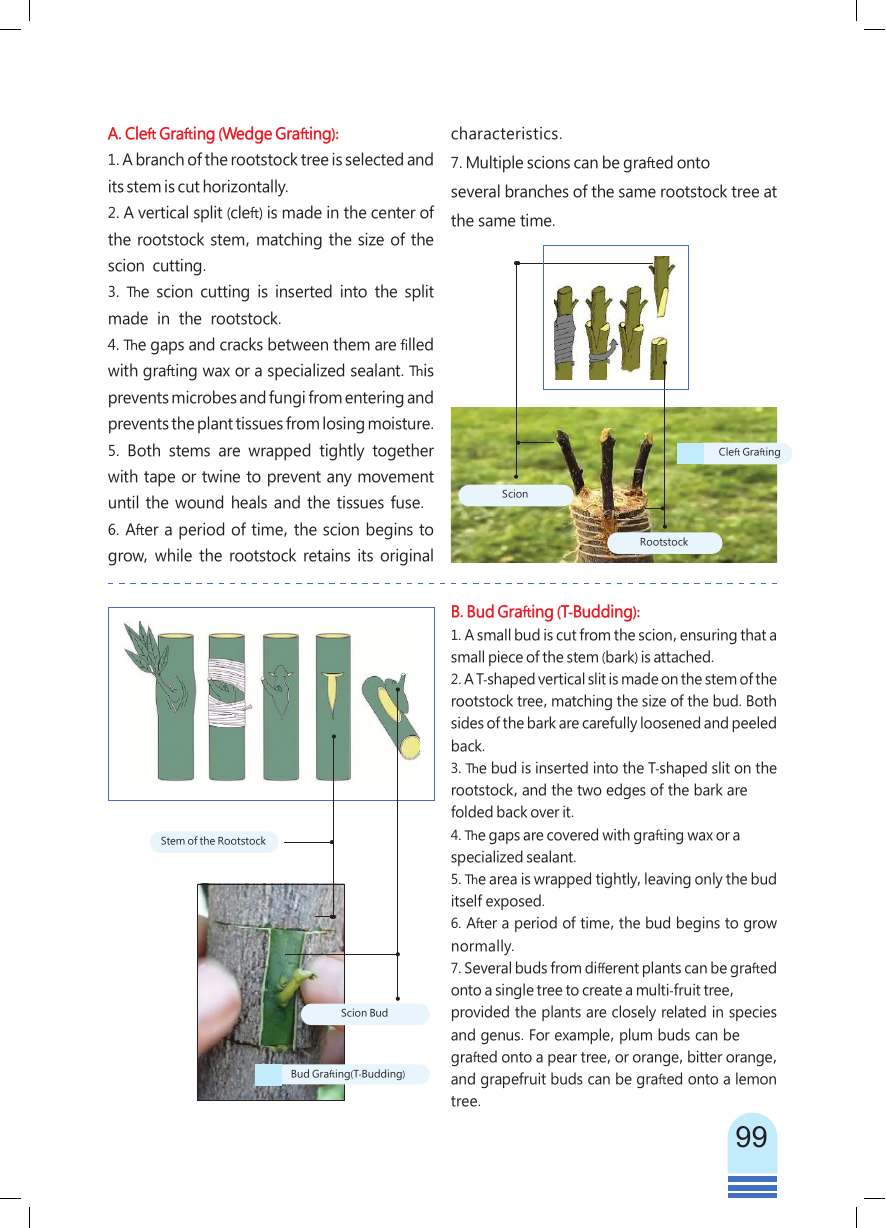 A. Cleft Grafting (Wedge Grafting):
1. A branch of the rootstock tree is selected and
its stem is cut horizontally.
2. A vertical split (cleft) is made in the center of
the rootstock stem, matching the size of the
scion cutting.
3. The scion cutting is inserted into the split
made in the rootstock.
4. The gaps and cracks between them are filled
with grafting wax or a specialized sealant. This
prevents microbes and fungi from entering and
prevents the plant tissues from losing moisture.
5. Both stems are wrapped tightly together
with tape or twine to prevent any movement
until the wound heals and the tissues fuse.
6. After a period of time, the scion begins to
grow, while the rootstock retains its original
characteristics.
7. Multiple scions can be grafted onto
several branches of the same rootstock tree at
the same time.
Cleft Grafting
Scion
Rootstock
Stem of the Rootstock
Scion Bud
Bud Grafting(T-Budding)
B. Bud Grafting (T-Budding):
1. A small bud is cut from the scion, ensuring that a
small piece of the stem (bark) is attached.
2. A T-shaped vertical slit is made on the stem of the
rootstock tree, matching the size of the bud. Both
sides of the bark are carefully loosened and peeled
back.
3. The bud is inserted into the T-shaped slit on the
rootstock, and the two edges of the bark are
folded back over it.
4. The gaps are covered with grafting wax or a
specialized sealant.
5. The area is wrapped tightly, leaving only the bud
itself exposed.
6. After a period of time, the bud begins to grow
normally.
7. Several buds from different plants can be grafted
onto a single tree to create a multi-fruit tree,
provided the plants are closely related in species
and genus. For example, plum buds can be
grafted onto a pear tree, or orange, bitter orange,
and grapefruit buds can be grafted onto a lemon
tree.
99